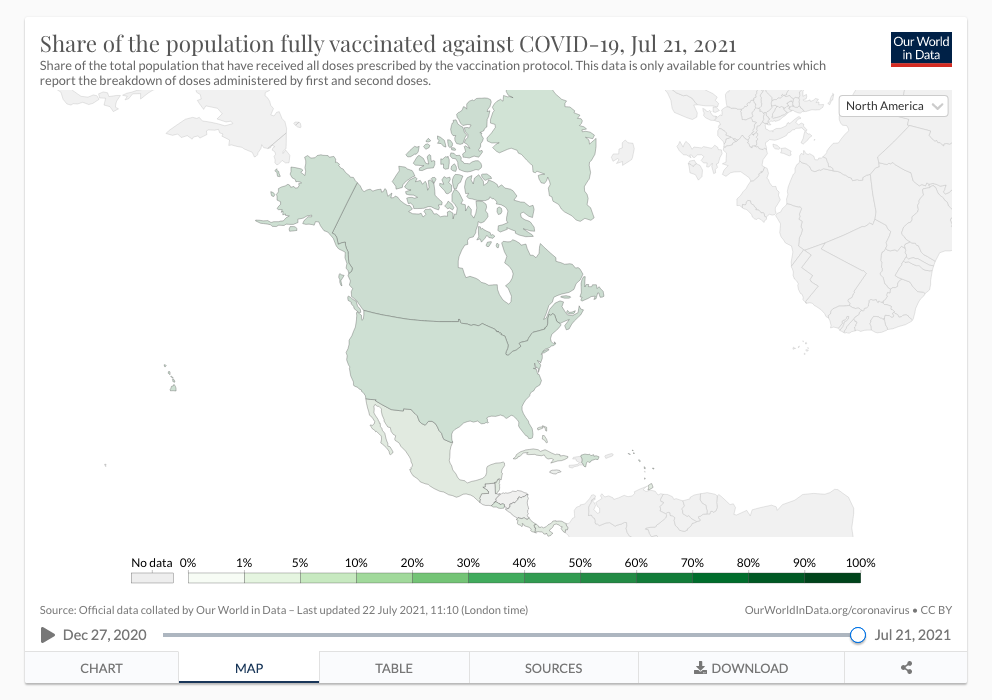 Share of the population fully vaccinated against COVID-19, Jul 21, 2021
Our World
in Data
Share of the total population that have received all doses prescribed by the vaccination protocol. This data is only available for countries which
report the breakdown of doses administered by first and second doses.
North America
No data 0% 1% 5% 10% 20% 30% 40% 50% 60% 70% 80% 90% 100%
Source: Official data collated by Our World in Data – Last updated 22 July 2021, 11:10 (London time)
OurWorldInData.org/coronavirus • CC BY
Dec 27, 2020
Jul 21, 2021
CHART
MAP
TABLE
SOURCES
DOWNLOAD